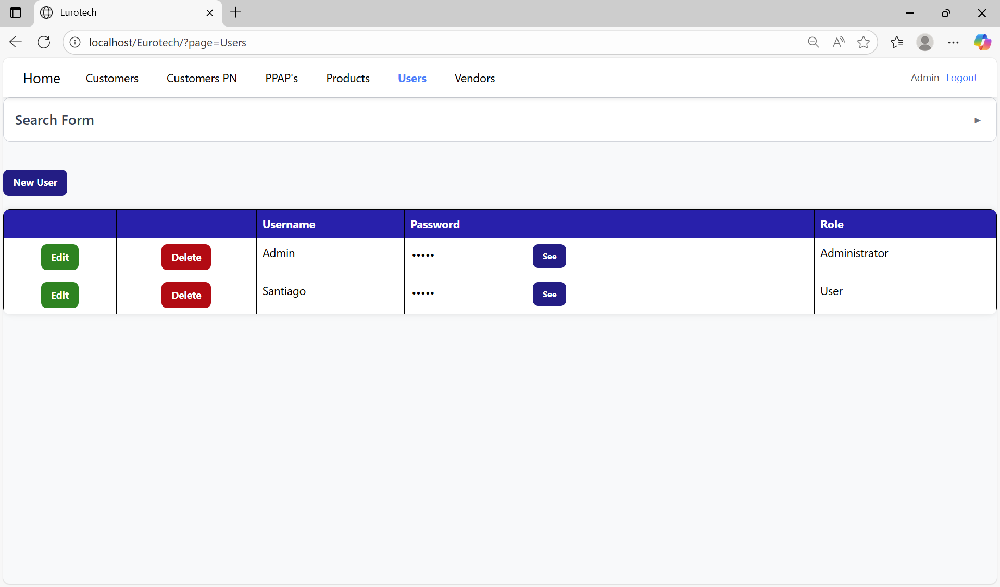 Eurotech
localhost/Eurotech/?page=Users
Home Customers Customers PN PPAP's Products Users Vendors Admin Logout
Search Form
New User
Username Password Role
Edit Delete Admin ••••• See Administrator
Edit Delete Santiago ••••• See User